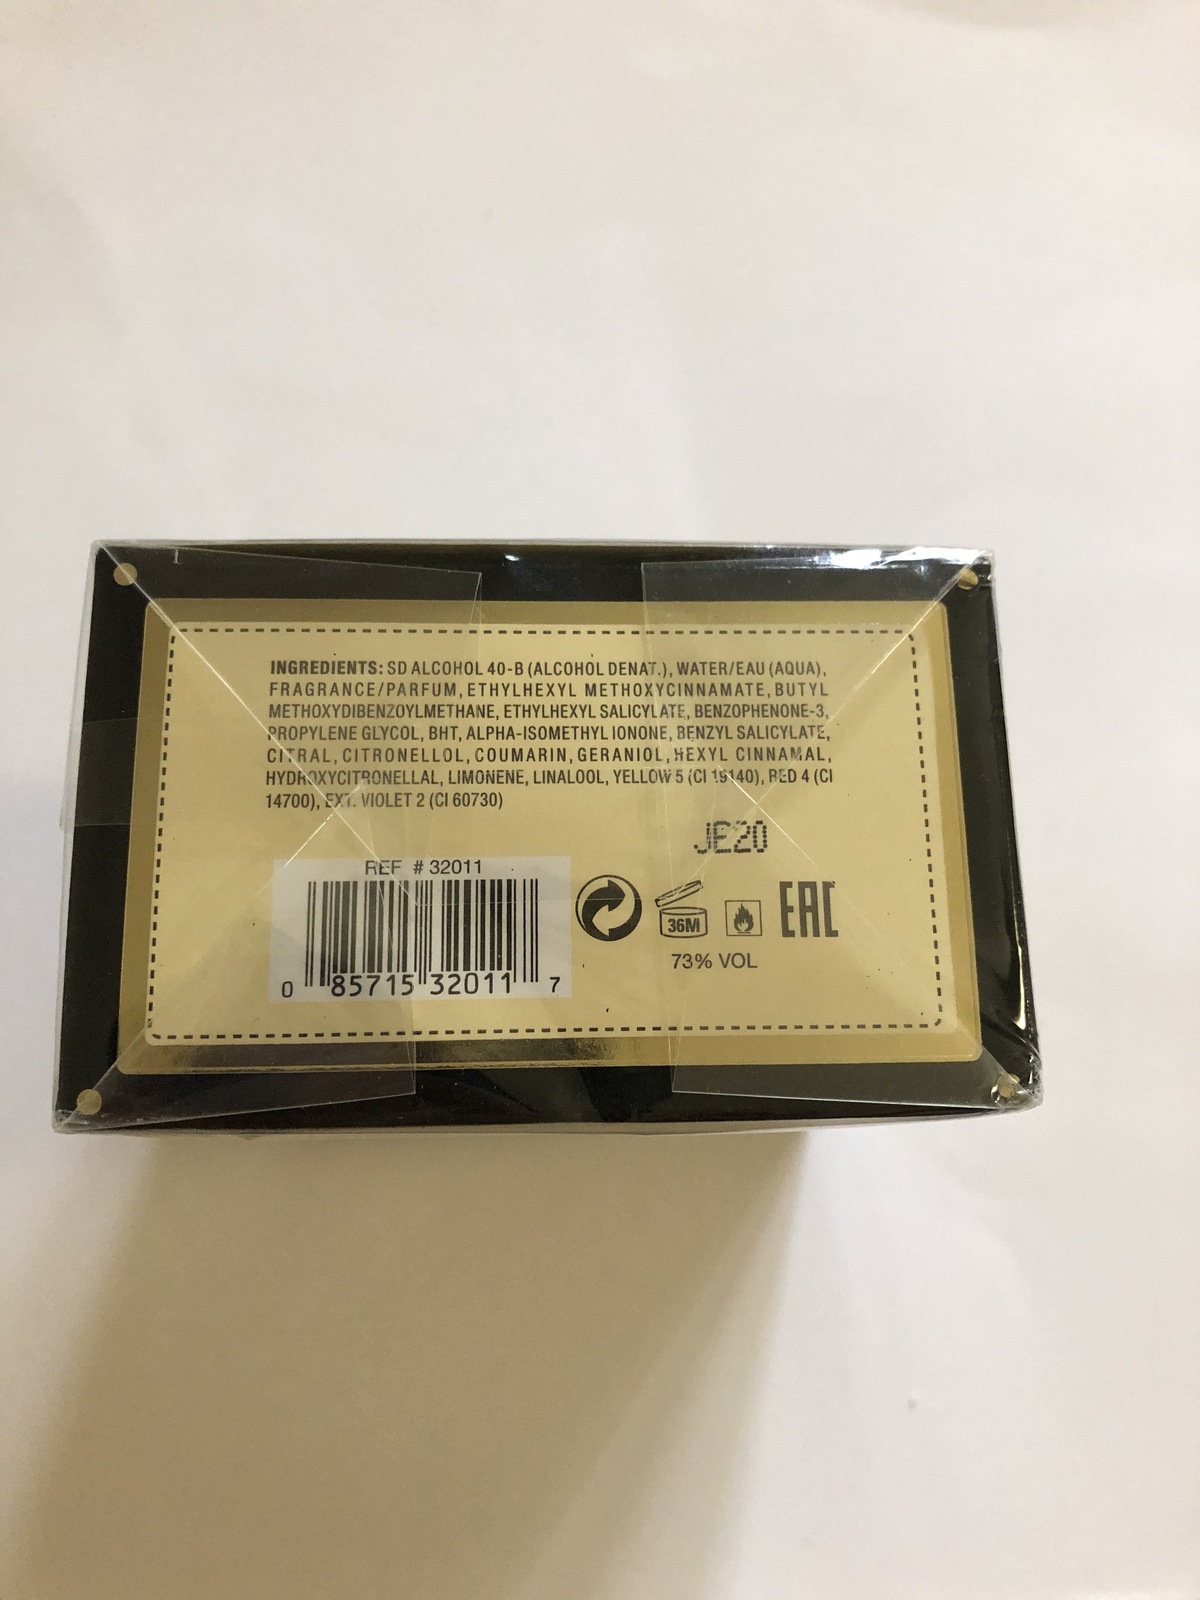 INGREDIENTS: SD ALCOHOL 40-B (ALCOHOL DENAT.), WATER/EAU (AQUA),
FRAGRANCE/PARFUM, ETHYLHEXYL METHOXYCINNAMATE, BUTYL
METHOXYDIBENZOYLMETHANE, ETHYLHEXYL SALICYLATE, BENZOPHENONE-3,
PROPYLENE GLYCOL, BHT, ALPHA-ISOMETHYL IONONE, BENZYL SALICYLATE,
CITRAL, CITRONELLOL, COUMARIN, GERANIOL, HEXYL CINNAMAL,
HYDROXYCITRONELLAL, LIMONENE, LINALOOL, YELLOW 5 (CI 19140), RED 4 (CI
14700), EXT. VIOLET 2 (CI 60730)
JE20
REF # 32011
0 85715 32011 7
36M
EAC
73% VOL